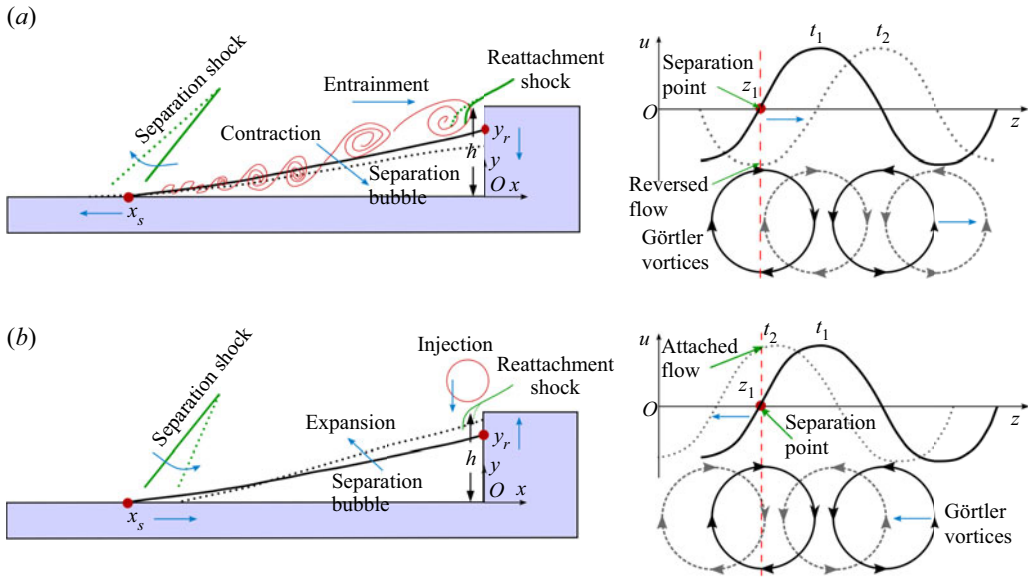 (a)
Separation shock
Entrainment
Reattachment
shock
Contraction
Separation
bubble
h
y_r
y
O
x
x_s
u
t_1
t_2
Separation
point
z_1
O
z
Reversed
flow
Görtler
vortices
(b)
Separation shock
Injection
Reattachment
shock
Expansion
Separation
bubble
h
y_r
y
O
x
x_s
u
t_2
t_1
Attached
flow
z_1
O
z
Separation
point
Görtler
vortices